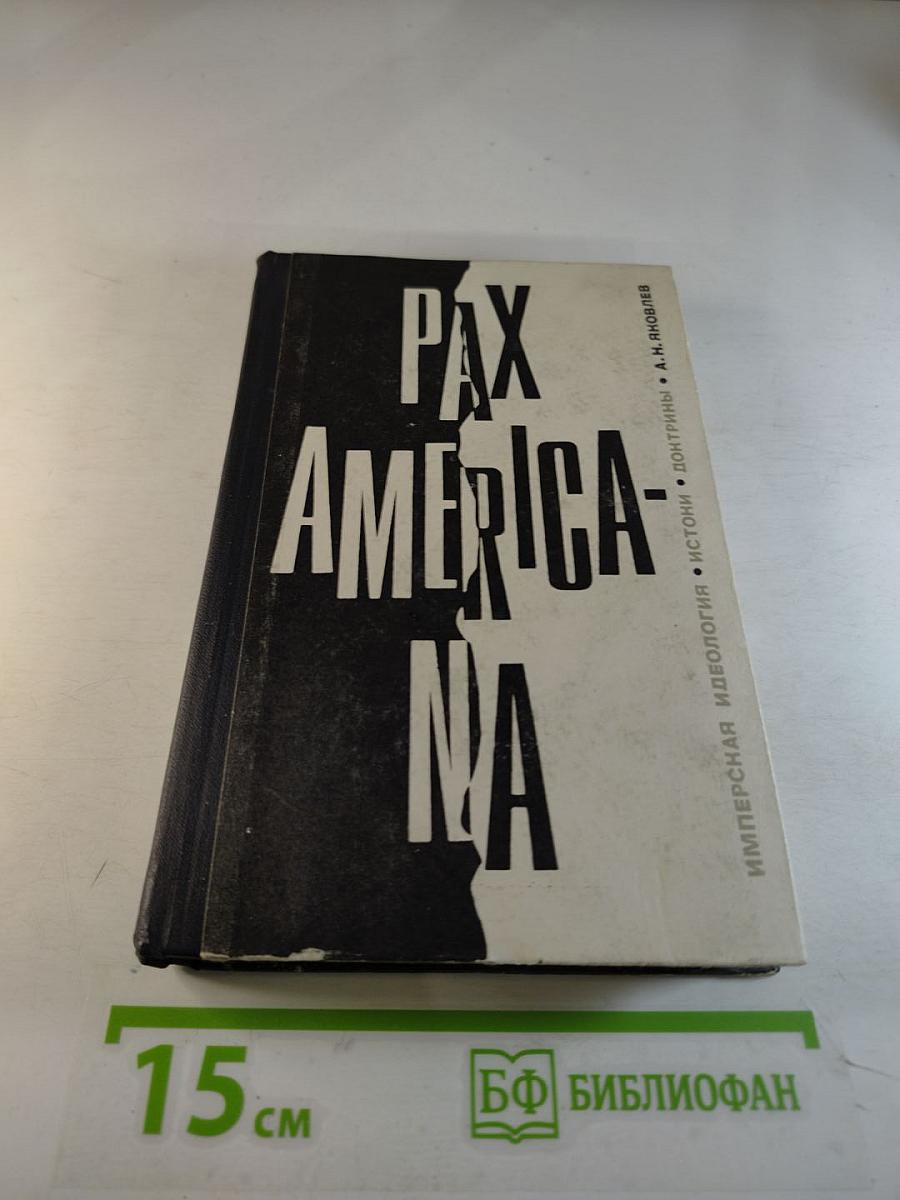 PAX
AMERICA-
NA
ИМПЕРСКАЯ ИДЕОЛОГИЯ • ИСТОКИ • ДОКТРИНЫ • А.Н.ЯКОВЛЕВ
15 см
БФ БИБЛИОФАН